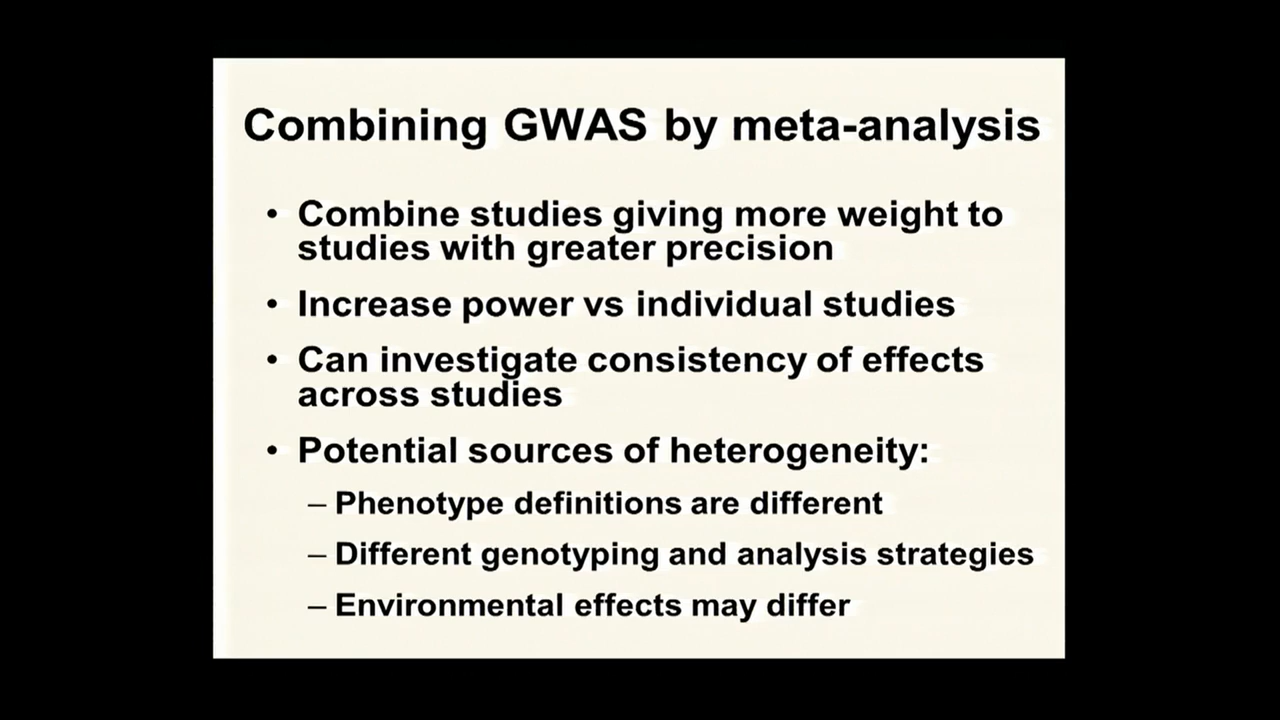 Combining GWAS by meta-analysis
• Combine studies giving more weight to
studies with greater precision
• Increase power vs individual studies
• Can investigate consistency of effects
across studies
• Potential sources of heterogeneity:
– Phenotype definitions are different
– Different genotyping and analysis strategies
– Environmental effects may differ